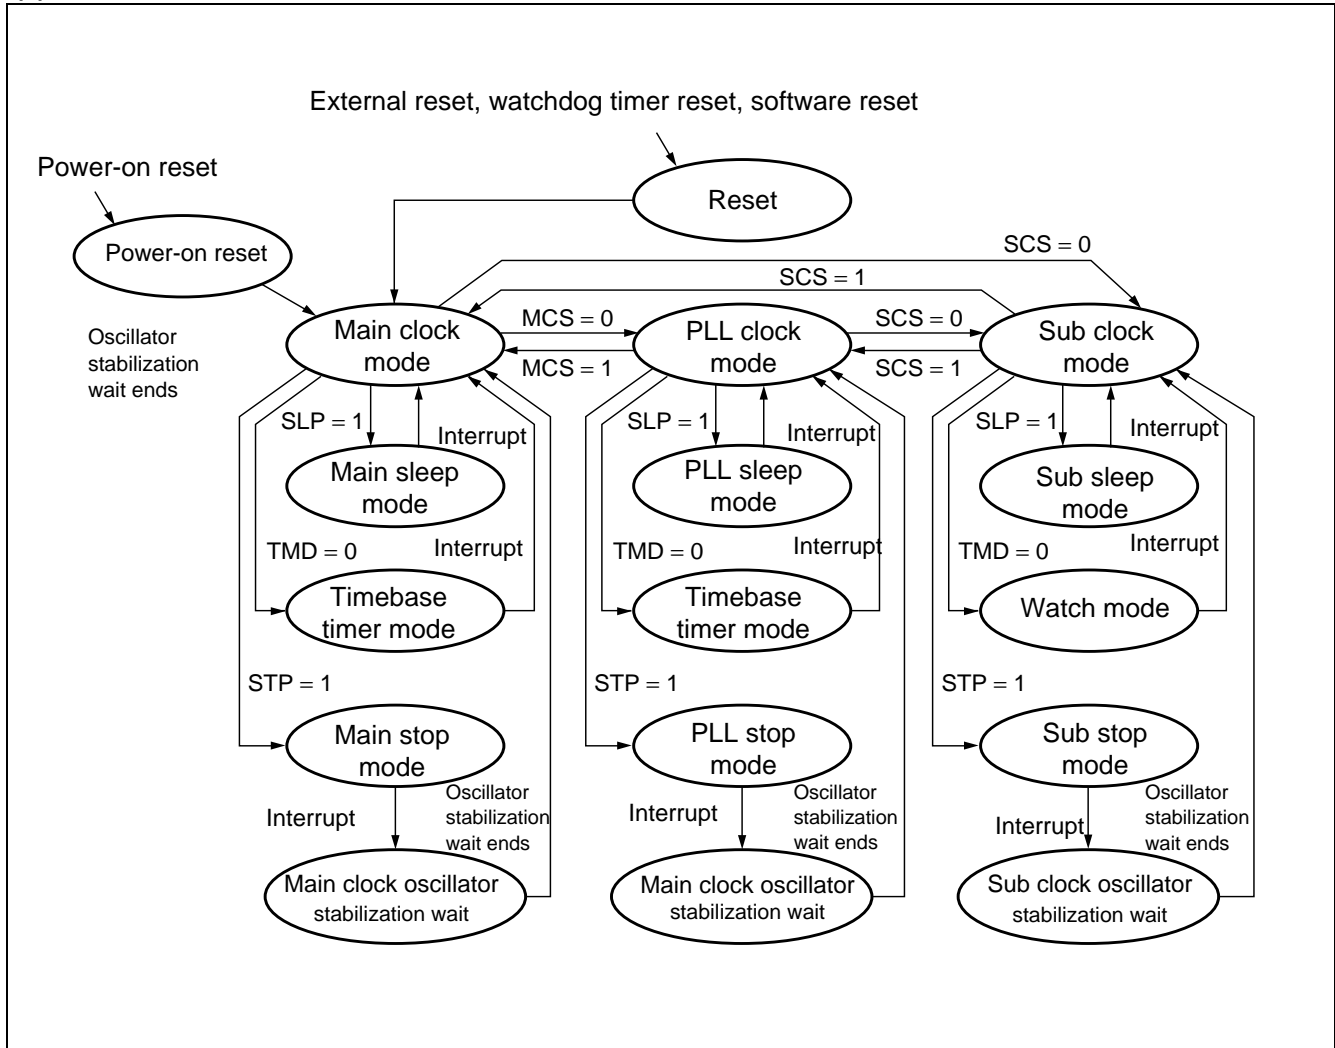 External reset, watchdog timer reset, software reset
Power-on reset
Reset
Power-on reset
SCS = 0
SCS = 1
Oscillator
stabilization
wait ends
Main clock
mode
MCS = 0
MCS = 1
PLL clock
mode
SCS = 0
SCS = 1
Sub clock
mode
SLP = 1
Interrupt
SLP = 1
Interrupt
SLP = 1
Interrupt
Main sleep
mode
PLL sleep
mode
Sub sleep
mode
TMD = 0
Interrupt
TMD = 0
Interrupt
TMD = 0
Interrupt
Timebase
timer mode
Timebase
timer mode
Watch mode
STP = 1
STP = 1
STP = 1
Main stop
mode
PLL stop
mode
Sub stop
mode
Interrupt
Oscillator
stabilization
wait ends
Interrupt
Oscillator
stabilization
wait ends
Interrupt
Oscillator
stabilization
wait ends
Main clock oscillator
stabilization wait
Main clock oscillator
stabilization wait
Sub clock oscillator
stabilization wait